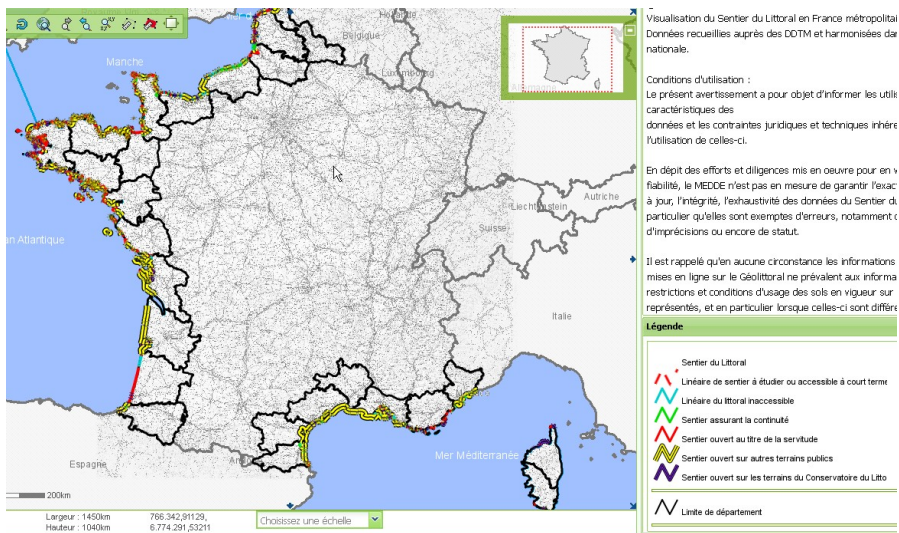 Manche
Belgique
Luxembourg
an Atlantique
Liechtenstein
Autriche
Suisse
Italie
Mer Méditerranée
Espagne
200km
Largeur : 1450km
Hauteur : 1040km
766.342,91129,
6.774.291,53211
Choisissez une échelle
Visualisation du Sentier du Littoral en France métropolitai
Données recueillies auprès des DDTM et harmonisées dar
nationale.
Conditions d'utilisation :
Le présent avertissement a pour objet d'informer les utilis
caractéristiques des
données et les contraintes juridiques et techniques inhére
l'utilisation de celles-ci.
En dépit des efforts et diligences mis en oeuvre pour en v
fiabilité, le MEDDE n'est pas en mesure de garantir l'exac
à jour, l'intégrité, l'exhaustivité des données du Sentier du
particulier qu'elles sont exemptes d'erreurs, notamment d
d'imprécisions ou encore de statut.
Il est rappelé qu'en aucune circonstance les informations
mises en ligne sur le Géolittoral ne prévalent aux informa
restrictions et conditions d'usage des sols en vigueur sur
représentés, et en particulier lorsque celles-ci sont différe
Légende
Sentier du Littoral
Linéaire de sentier à étudier ou accessible à court terme
Linéaire du littoral inaccessible
Sentier assurant la continuité
Sentier ouvert au titre de la servitude
Sentier ouvert sur autres terrains publics
Sentier ouvert sur les terrains du Conservatoire du Litto
Limite de département